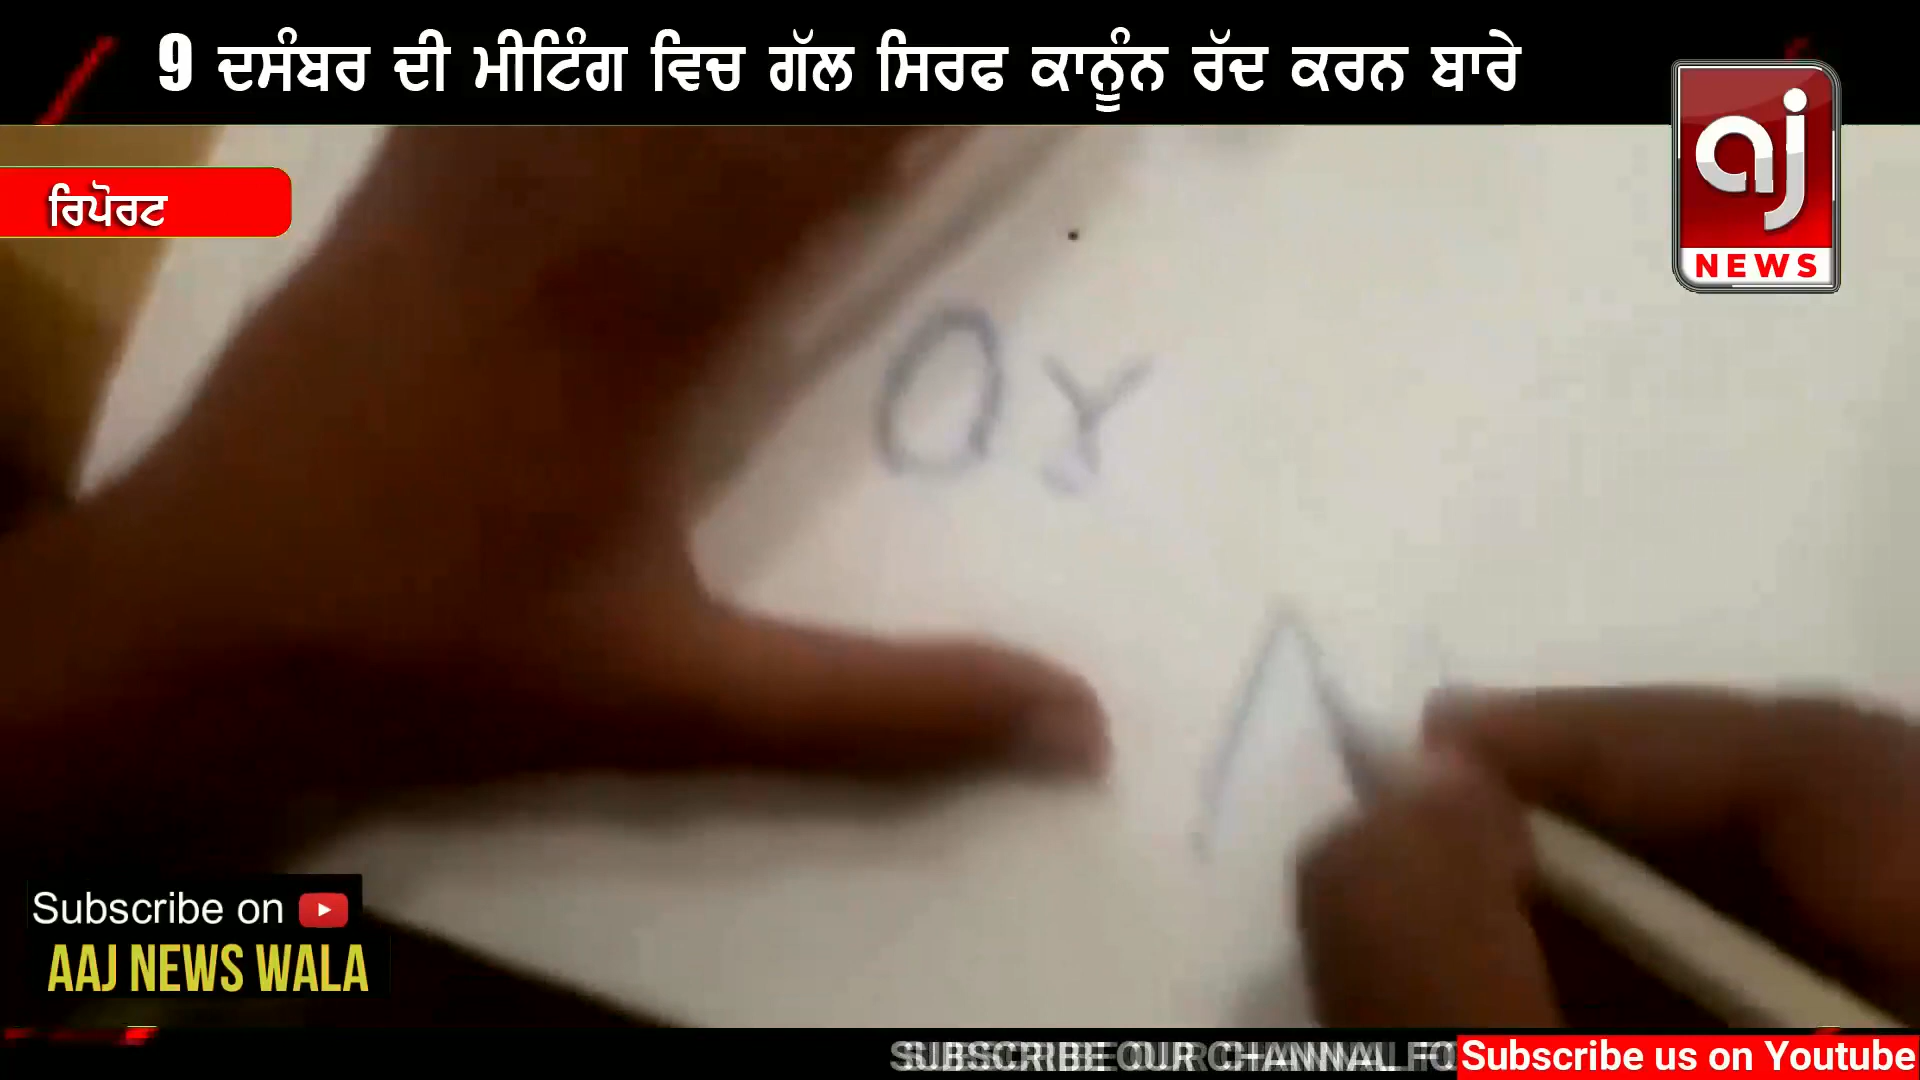 9 ਦਸੰਬਰ ਦੀ ਮੀਟਿੰਗ ਵਿਚ ਗੱਲ ਸਿਰਫ ਕਾਨੂੰਨ ਰੱਦ ਕਰਨ ਬਾਰੇ
aj
NEWS
ਰਿਪੋਰਟ
Subscribe on
AAJ NEWS WALA
SUBSCRIBE OUR CHANNAL FO
Subscribe us on Youtube